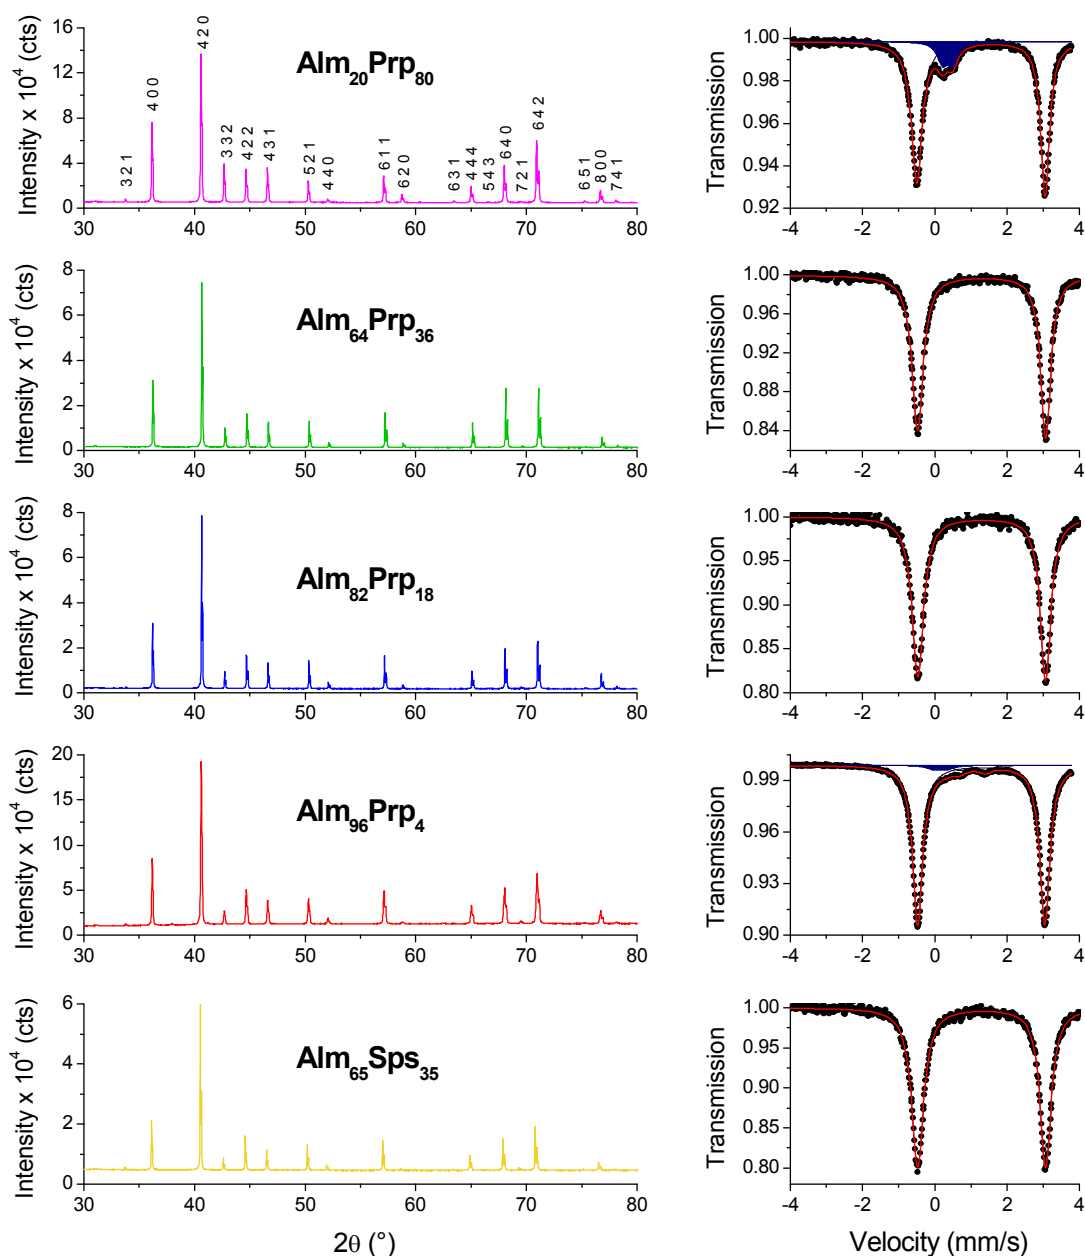 Intensity x 10⁴ (cts)
16
12
8
4
0
3 2 1
4 0 0
4 2 0
3 3 2
4 2 2
4 3 1
5 2 1
4 4 0
6 1 1
6 2 0
6 3 1
4 4 4
5 4 3
6 4 0
7 2 1
6 4 2
6 5 1
8 0 0
7 4 1
Alm₂₀Prp₈₀
30 40 50 60 70 80
Transmission
1.00
0.98
0.96
0.94
0.92
-4 -2 0 2 4
Intensity x 10⁴ (cts)
8
6
4
2
0
Alm₆₄Prp₃₆
30 40 50 60 70 80
Transmission
1.00
0.96
0.92
0.88
0.84
-4 -2 0 2 4
Intensity x 10⁴ (cts)
8
6
4
2
0
Alm₈₂Prp₁₈
30 40 50 60 70 80
Transmission
1.00
0.95
0.90
0.85
0.80
-4 -2 0 2 4
Intensity x 10⁴ (cts)
20
15
10
5
0
Alm₉₆Prp₄
30 40 50 60 70 80
Transmission
0.99
0.96
0.93
0.90
-4 -2 0 2 4
Intensity x 10⁴ (cts)
6
4
2
0
Alm₆₅Sps₃₅
30 40 50 60 70 80
2θ (°)
Transmission
1.00
0.95
0.90
0.85
0.80
-4 -2 0 2 4
Velocity (mm/s)